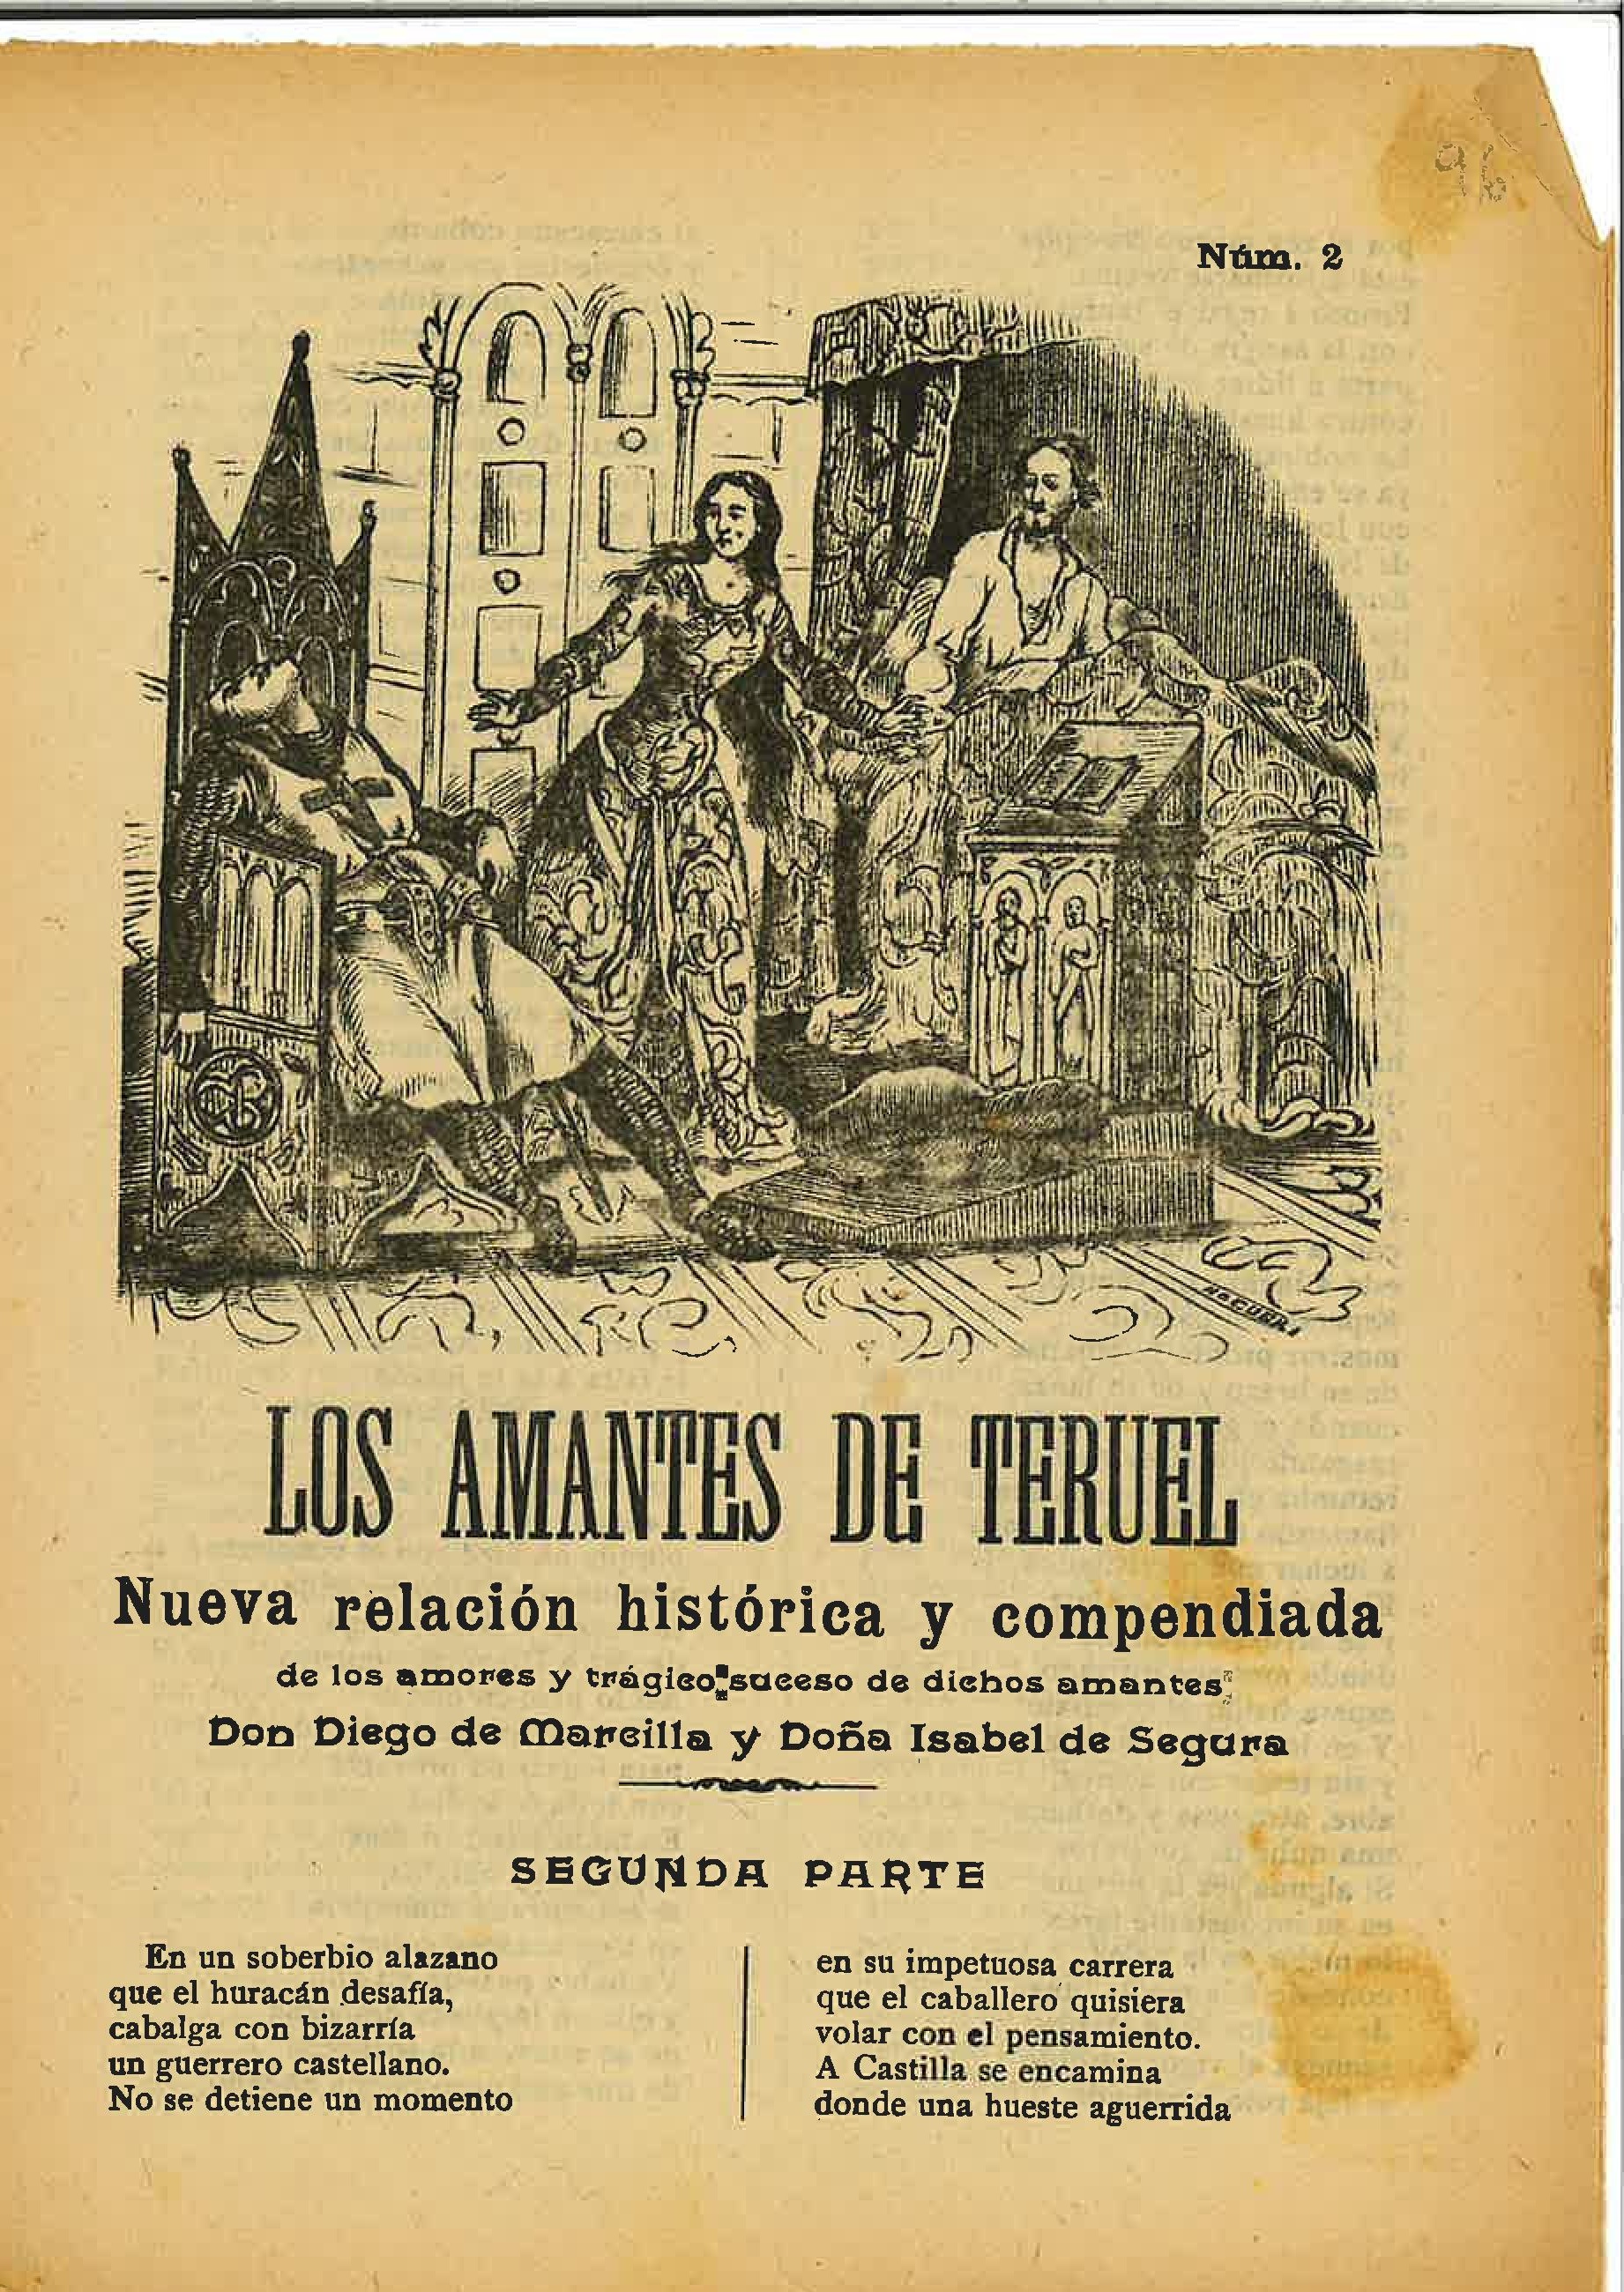 Núm. 2
LOS AMANTES DE TERUEL
Nueva relación histórica y compendiada
de los amores y trágico suceso de dichos amantes
Don Diego de Marcilla y Doña Isabel de Segura
SEGUNDA PARTE
En un soberbio alazano
que el huracán desafía,
cabalga con bizarría
un guerrero castellano.
No se detiene un momento
en su impetuosa carrera
que el caballero quisiera
volar con el pensamiento.
A Castilla se encamina
donde una hueste aguerrida